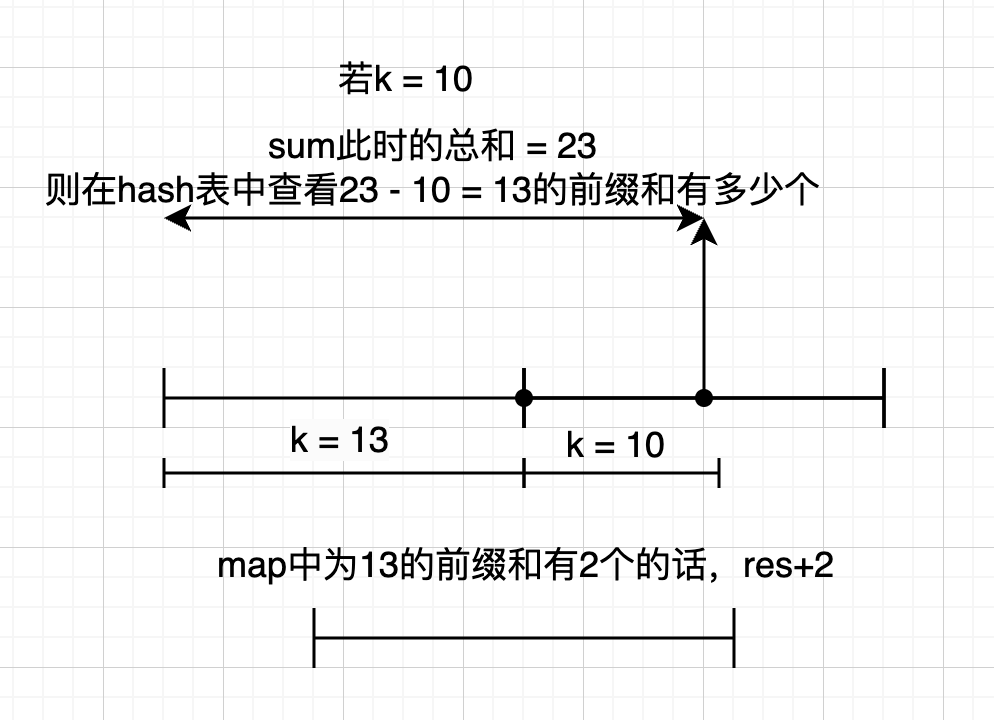 若k = 10
sum此时的总和 = 23
则在hash表中查看23 - 10 = 13的前缀和有多少个
k = 13
k = 10
map中为13的前缀和有2个的话，res+2